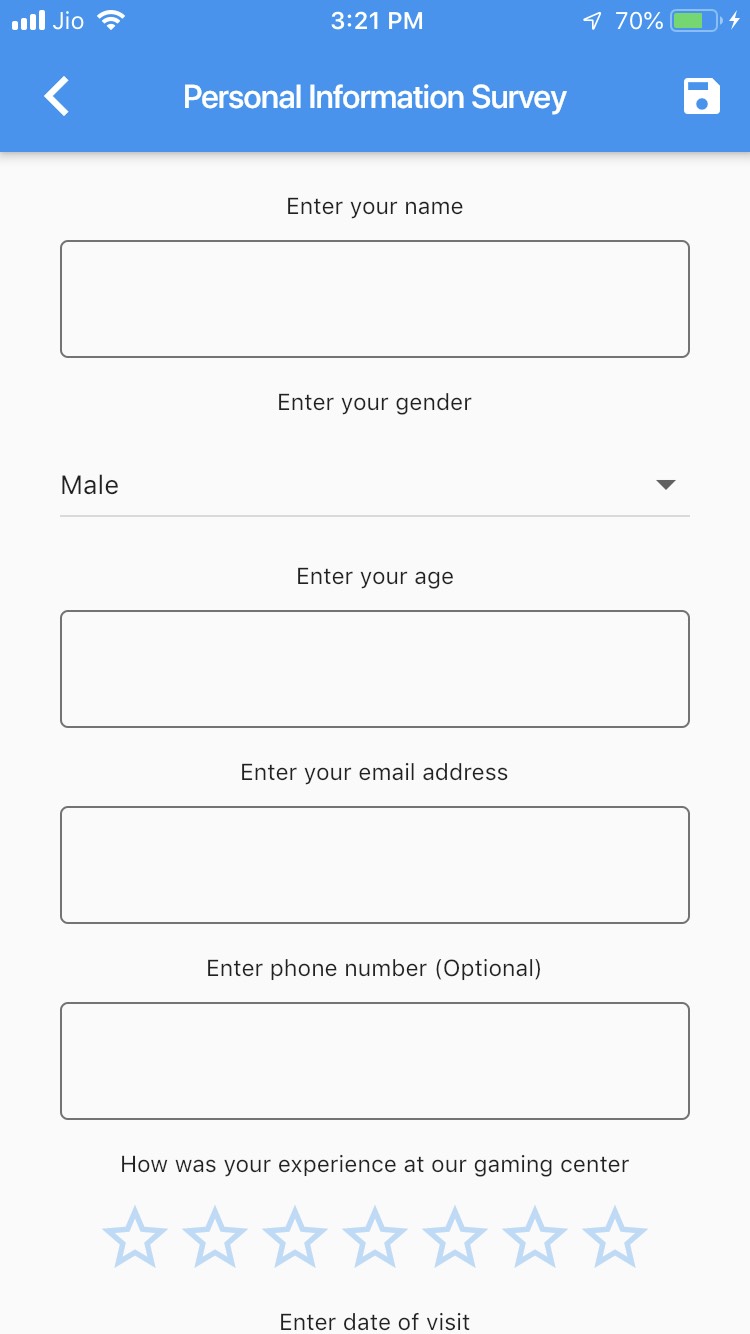 Jio 3:21 PM 70%
Personal Information Survey
Enter your name
Enter your gender
Male
Enter your age
Enter your email address
Enter phone number (Optional)
How was your experience at our gaming center
Enter date of visit